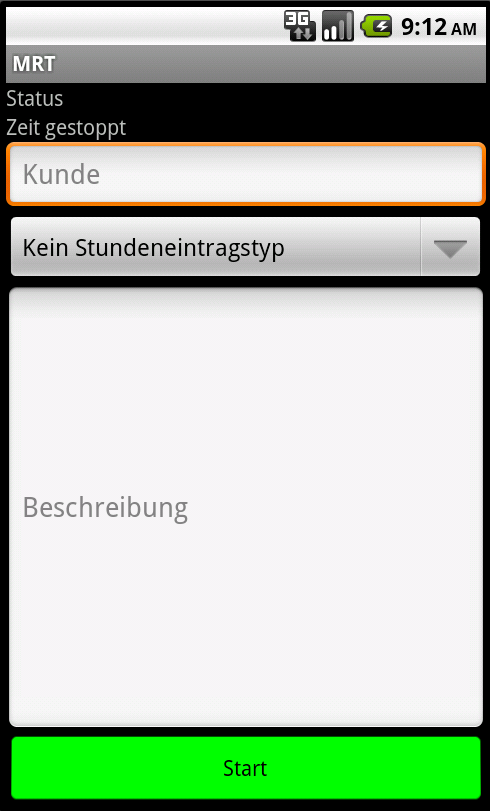 3G 9:12 AM
MRT
Status
Zeit gestoppt
Kunde
Kein Stundeneintragstyp
Beschreibung
Start